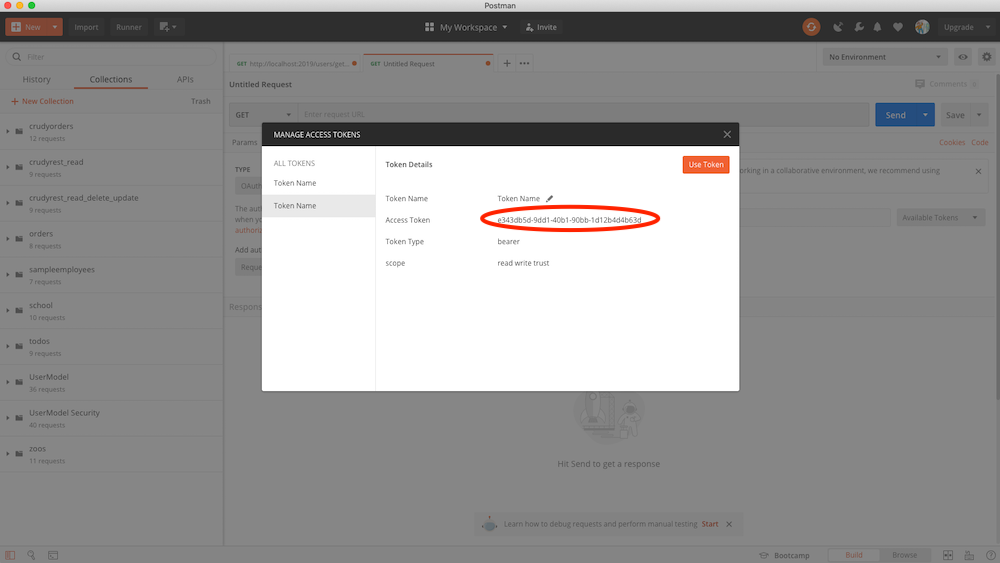 Postman
New
Import
Runner
My Workspace
Invite
Upgrade
Filter
GET http://localhost:2019/users/get...
GET Untitled Request
No Environment
History
Collections
APIs
Untitled Request
Comments 0
New Collection
Trash
GET
Enter request URL
Send
Save
crudyorders
12 requests
crudyrest_read
9 requests
crudyrest_read_delete_update
9 requests
orders
8 requests
sampleemployees
7 requests
school
10 requests
todos
9 requests
UserModel
36 requests
UserModel Security
40 requests
zoos
11 requests
Params
Cookies
Code
TYPE
OAuth
The auth
when you
authoriza
Add auth
Reque
orking in a collaborative environment, we recommend using
Available Tokens
Respons
MANAGE ACCESS TOKENS
ALL TOKENS
Token Name
Token Name
Token Details
Use Token
Token Name
Token Name
Access Token
e343db5d-9dd1-40b1-90bb-1d12b4d4b63d
Token Type
bearer
scope
read write trust
Hit Send to get a response
Learn how to debug requests and perform manual testing
Start
Bootcamp
Build
Browse